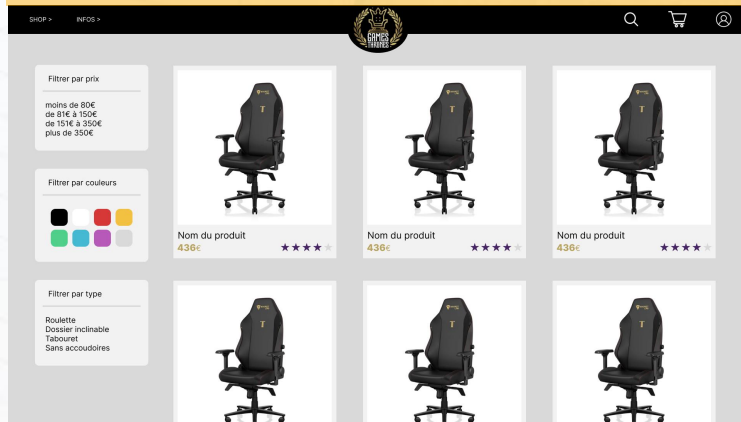 SHOP >
INFOS >
GAMES
THRONES
Filtrer par prix
moins de 80€
de 81€ à 150€
de 151€ à 350€
plus de 350€
Filtrer par couleurs
Filtrer par type
Roulette
Dossier inclinable
Tabouret
Sans accoudoires
T
T
T
Nom du produit
436€
Nom du produit
436€
Nom du produit
436€
T
T
T